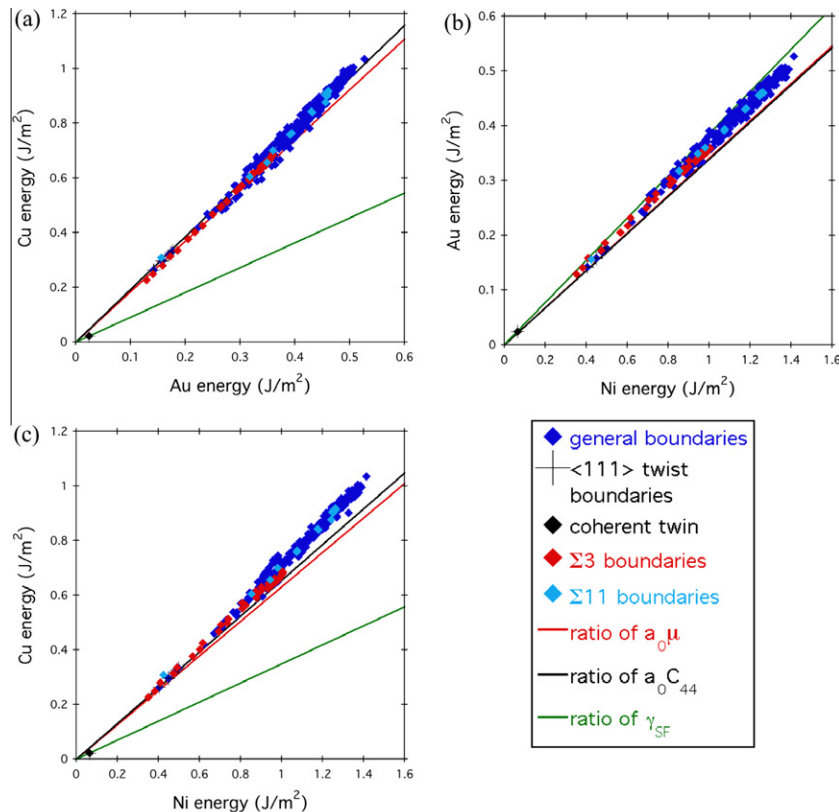 (a)
1.2
1
0.8
0.6
0.4
0.2
0
Cu energy (J/m²)
0 0.1 0.2 0.3 0.4 0.5 0.6
Au energy (J/m²)
(b)
0.6
0.5
0.4
0.3
0.2
0.1
0
Au energy (J/m²)
0 0.2 0.4 0.6 0.8 1 1.2 1.4 1.6
Ni energy (J/m²)
(c)
1.2
1
0.8
0.6
0.4
0.2
0
Cu energy (J/m²)
0 0.2 0.4 0.6 0.8 1 1.2 1.4 1.6
Ni energy (J/m²)
general boundaries
<111> twist
boundaries
coherent twin
Σ3 boundaries
Σ11 boundaries
ratio of a₀μ
ratio of a₀C₄₄
ratio of γ_SF